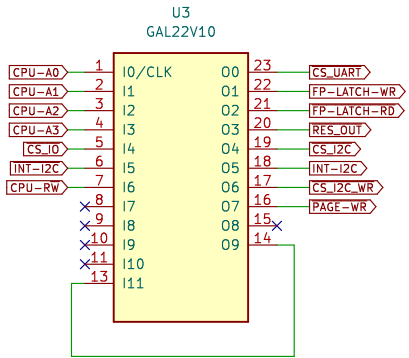 U3
GAL22V10
CPU-A0 1 I0/CLK O0 23 CS_UART
CPU-A1 2 I1 O1 22 FP-LATCH-WR
CPU-A2 3 I2 O2 21 FP-LATCH-RD
CPU-A3 4 I3 O3 20 RES_OUT
CS_IO 5 I4 O4 19 CS_I2C
INT-I2C 6 I5 O5 18 INT-I2C
CPU-RW 7 I6 O6 17 CS_I2C_WR
8 I7 O7 16 PAGE-WR
9 I8 O8 15
10 I9 O9 14
11 I10
13 I11